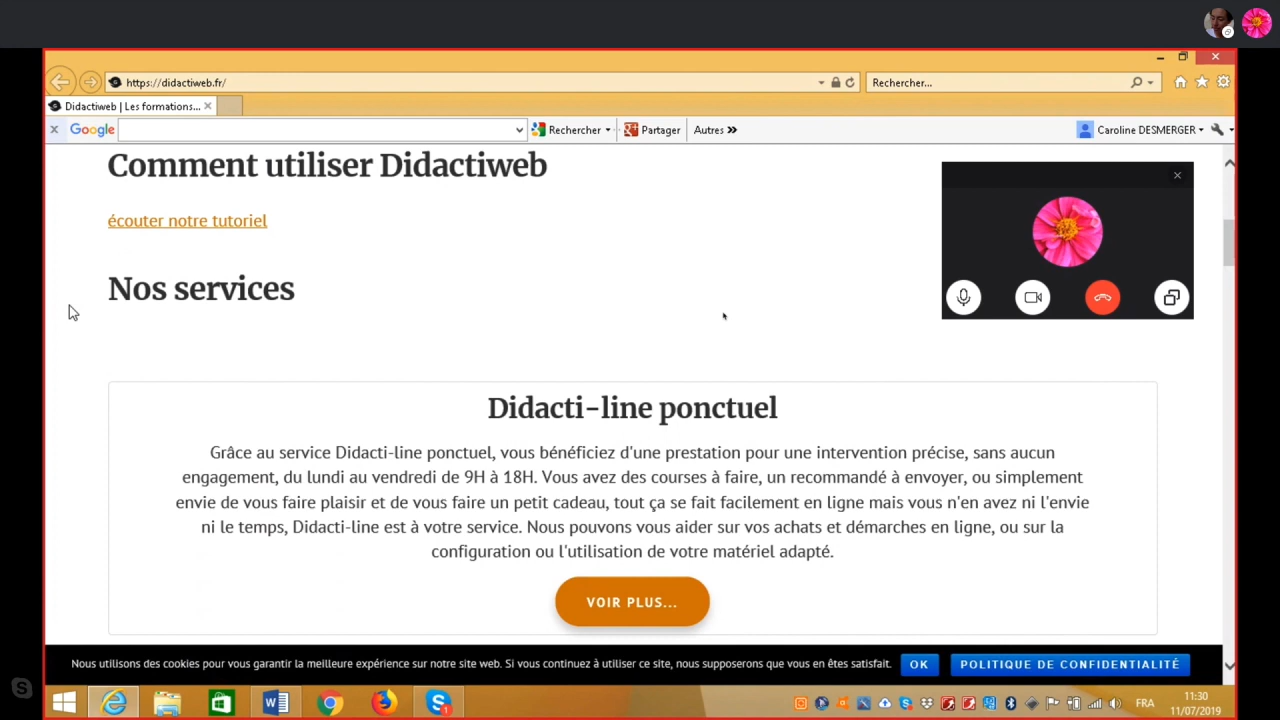 https://didactiweb.fr/
Rechercher...
Didactiweb | Les formations...
Google
Rechercher
Partager
Autres »
Caroline DESMERGER
Comment utiliser Didactiweb
écouter notre tutoriel
Nos services
Didacti-line ponctuel
Grâce au service Didacti-line ponctuel, vous bénéficiez d'une prestation pour une intervention précise, sans aucun
engagement, du lundi au vendredi de 9H à 18H. Vous avez des courses à faire, un recommandé à envoyer, ou simplement
envie de vous faire plaisir et de vous faire un petit cadeau, tout ça se fait facilement en ligne mais vous n'en avez ni l'envie
ni le temps, Didacti-line est à votre service. Nous pouvons vous aider sur vos achats et démarches en ligne, ou sur la
configuration ou l'utilisation de votre matériel adapté.
VOIR PLUS...
Nous utilisons des cookies pour vous garantir la meilleure expérience sur notre site web. Si vous continuez à utiliser ce site, nous supposerons que vous en êtes satisfait.
OK
POLITIQUE DE CONFIDENTIALITÉ
FRA
11:30
11/07/2019